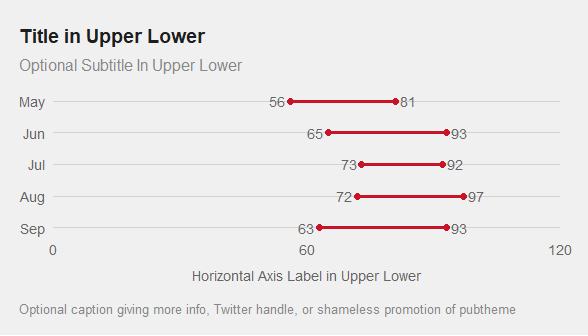 Title in Upper Lower
Optional Subtitle In Upper Lower
May 56 81
Jun 65 93
Jul 73 92
Aug 72 97
Sep 63 93
0 60 120
Horizontal Axis Label in Upper Lower
Optional caption giving more info, Twitter handle, or shameless promotion of pubtheme